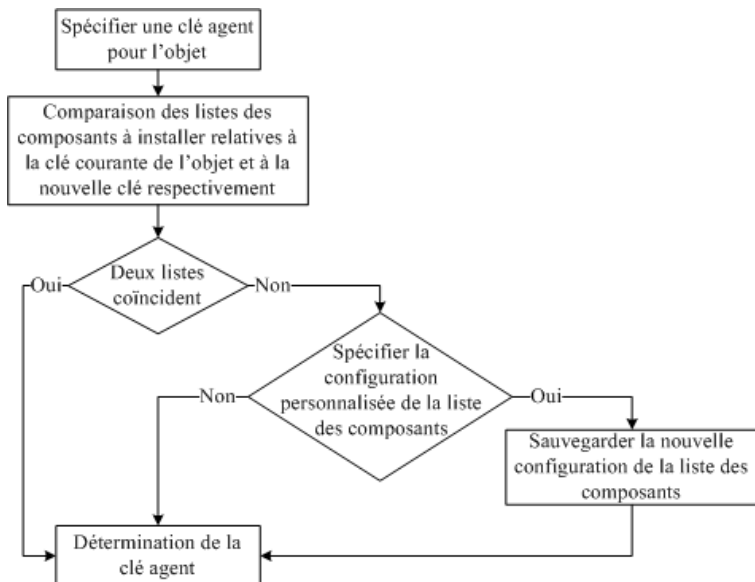 Spécifier une clé agent
pour l'objet
Comparaison des listes des
composants à installer relatives à
la clé courante de l'objet et à la
nouvelle clé respectivement
Oui
Deux listes
coïncident
Non
Spécifier la
configuration
personnalisée de la liste
des composants
Non
Oui
Sauvegarder la nouvelle
configuration de la liste des
composants
Détermination de la
clé agent